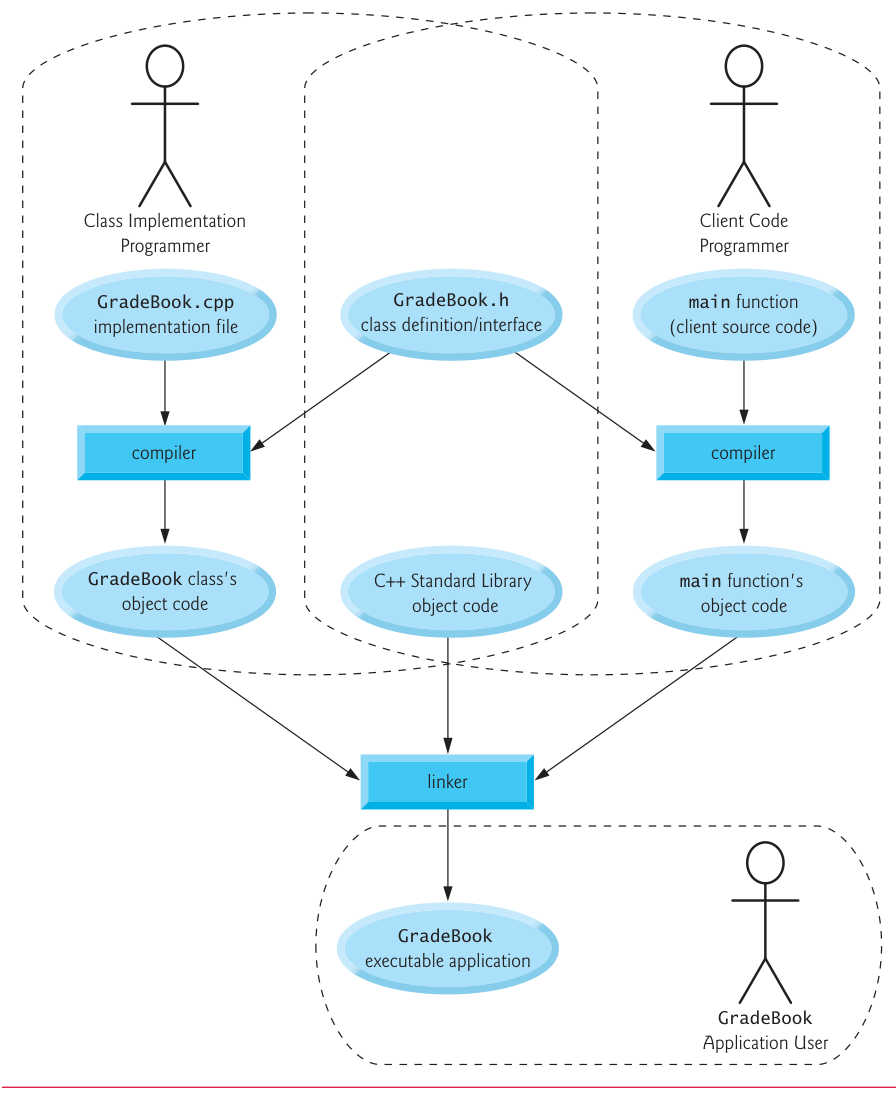 Class Implementation
Programmer
Client Code
Programmer
GradeBook.cpp
implementation file
GradeBook.h
class definition/interface
main function
(client source code)
compiler
compiler
GradeBook class's
object code
C++ Standard Library
object code
main function's
object code
linker
GradeBook
executable application
GradeBook
Application User